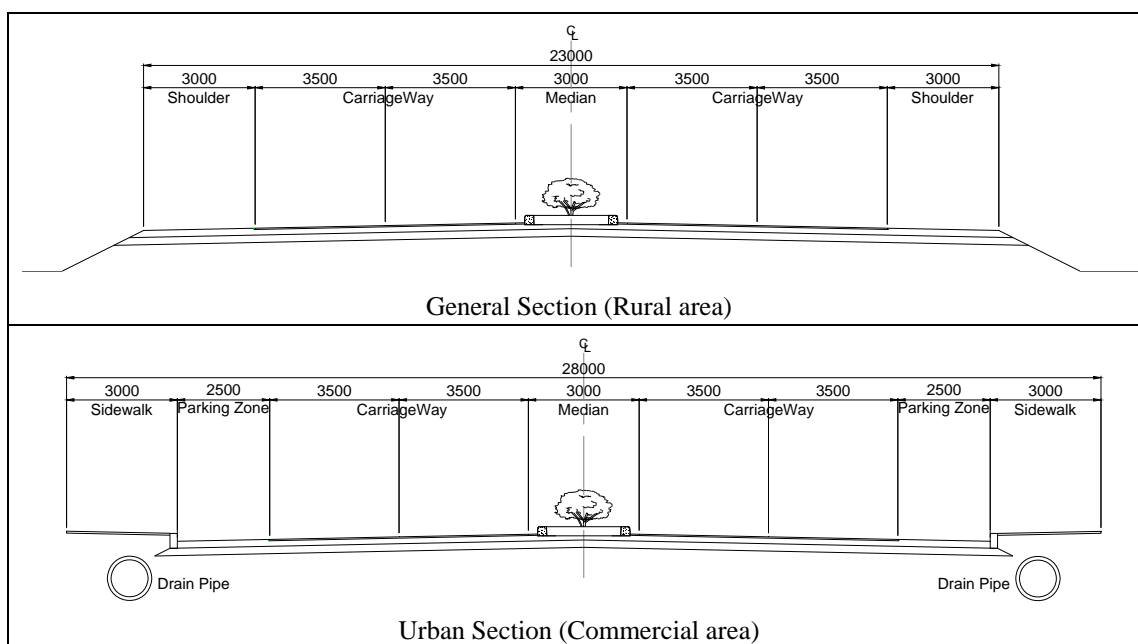 ℄
23000
3000 3500 3500 3000 3500 3500 3000
Shoulder CarriageWay Median CarriageWay Shoulder
General Section (Rural area)
℄
28000
3000 2500 3500 3500 3000 3500 3500 2500 3000
Sidewalk Parking Zone CarriageWay Median CarriageWay Parking Zone Sidewalk
Drain Pipe Drain Pipe
Urban Section (Commercial area)